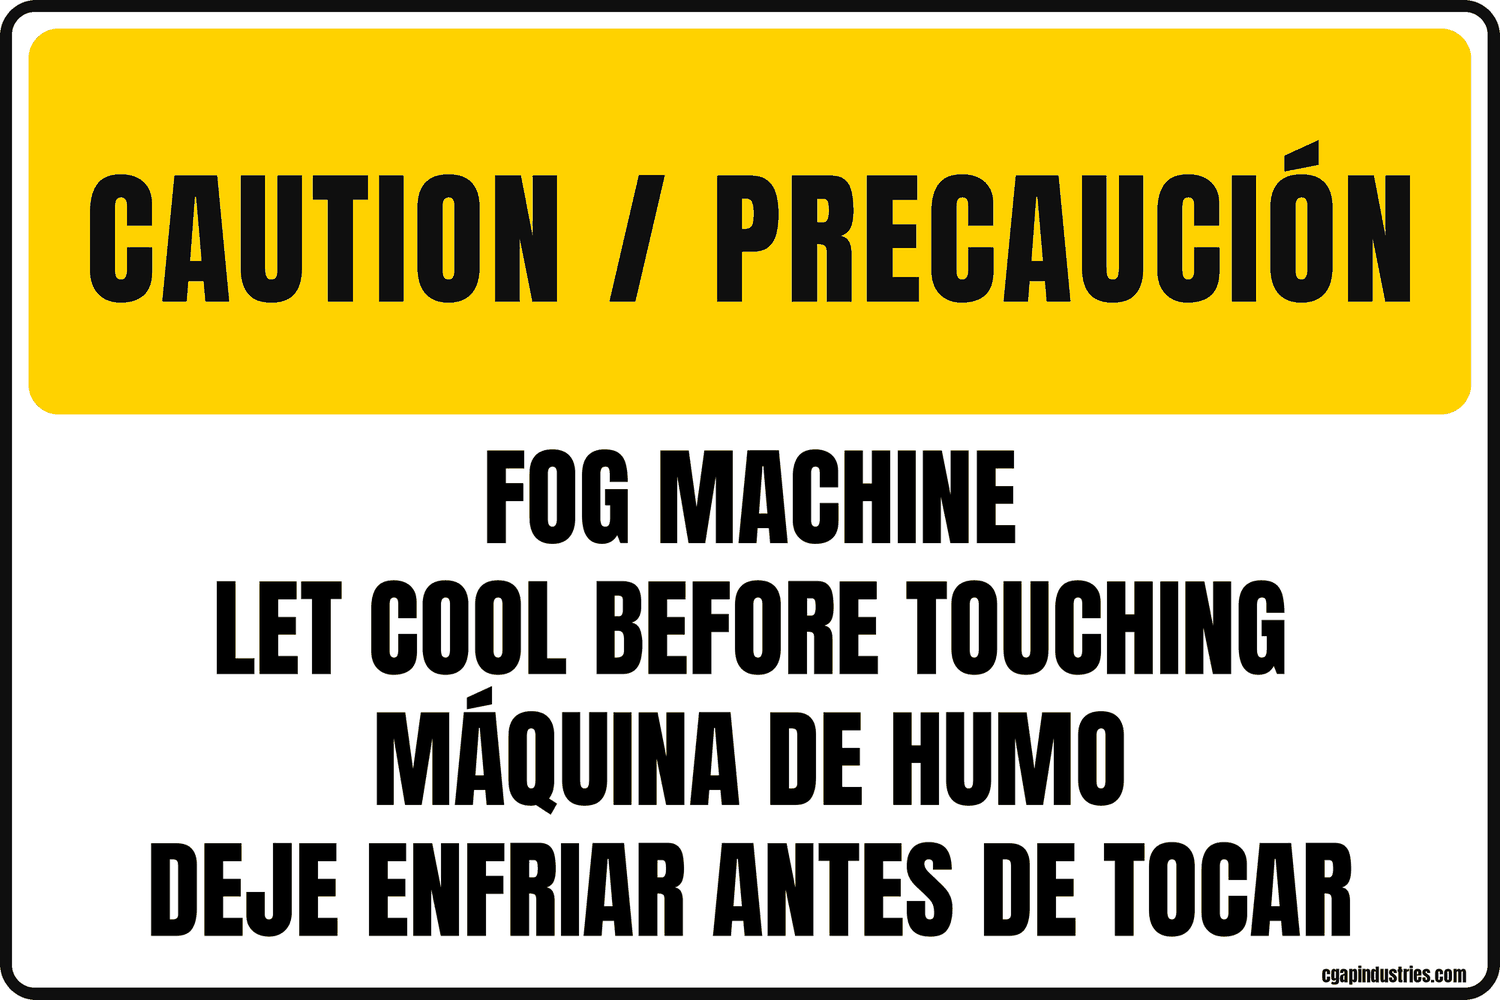 CAUTION / PRECAUCIÓN
FOG MACHINE
LET COOL BEFORE TOUCHING
MÁQUINA DE HUMO
DEJE ENFRIAR ANTES DE TOCAR
cgapindustries.com